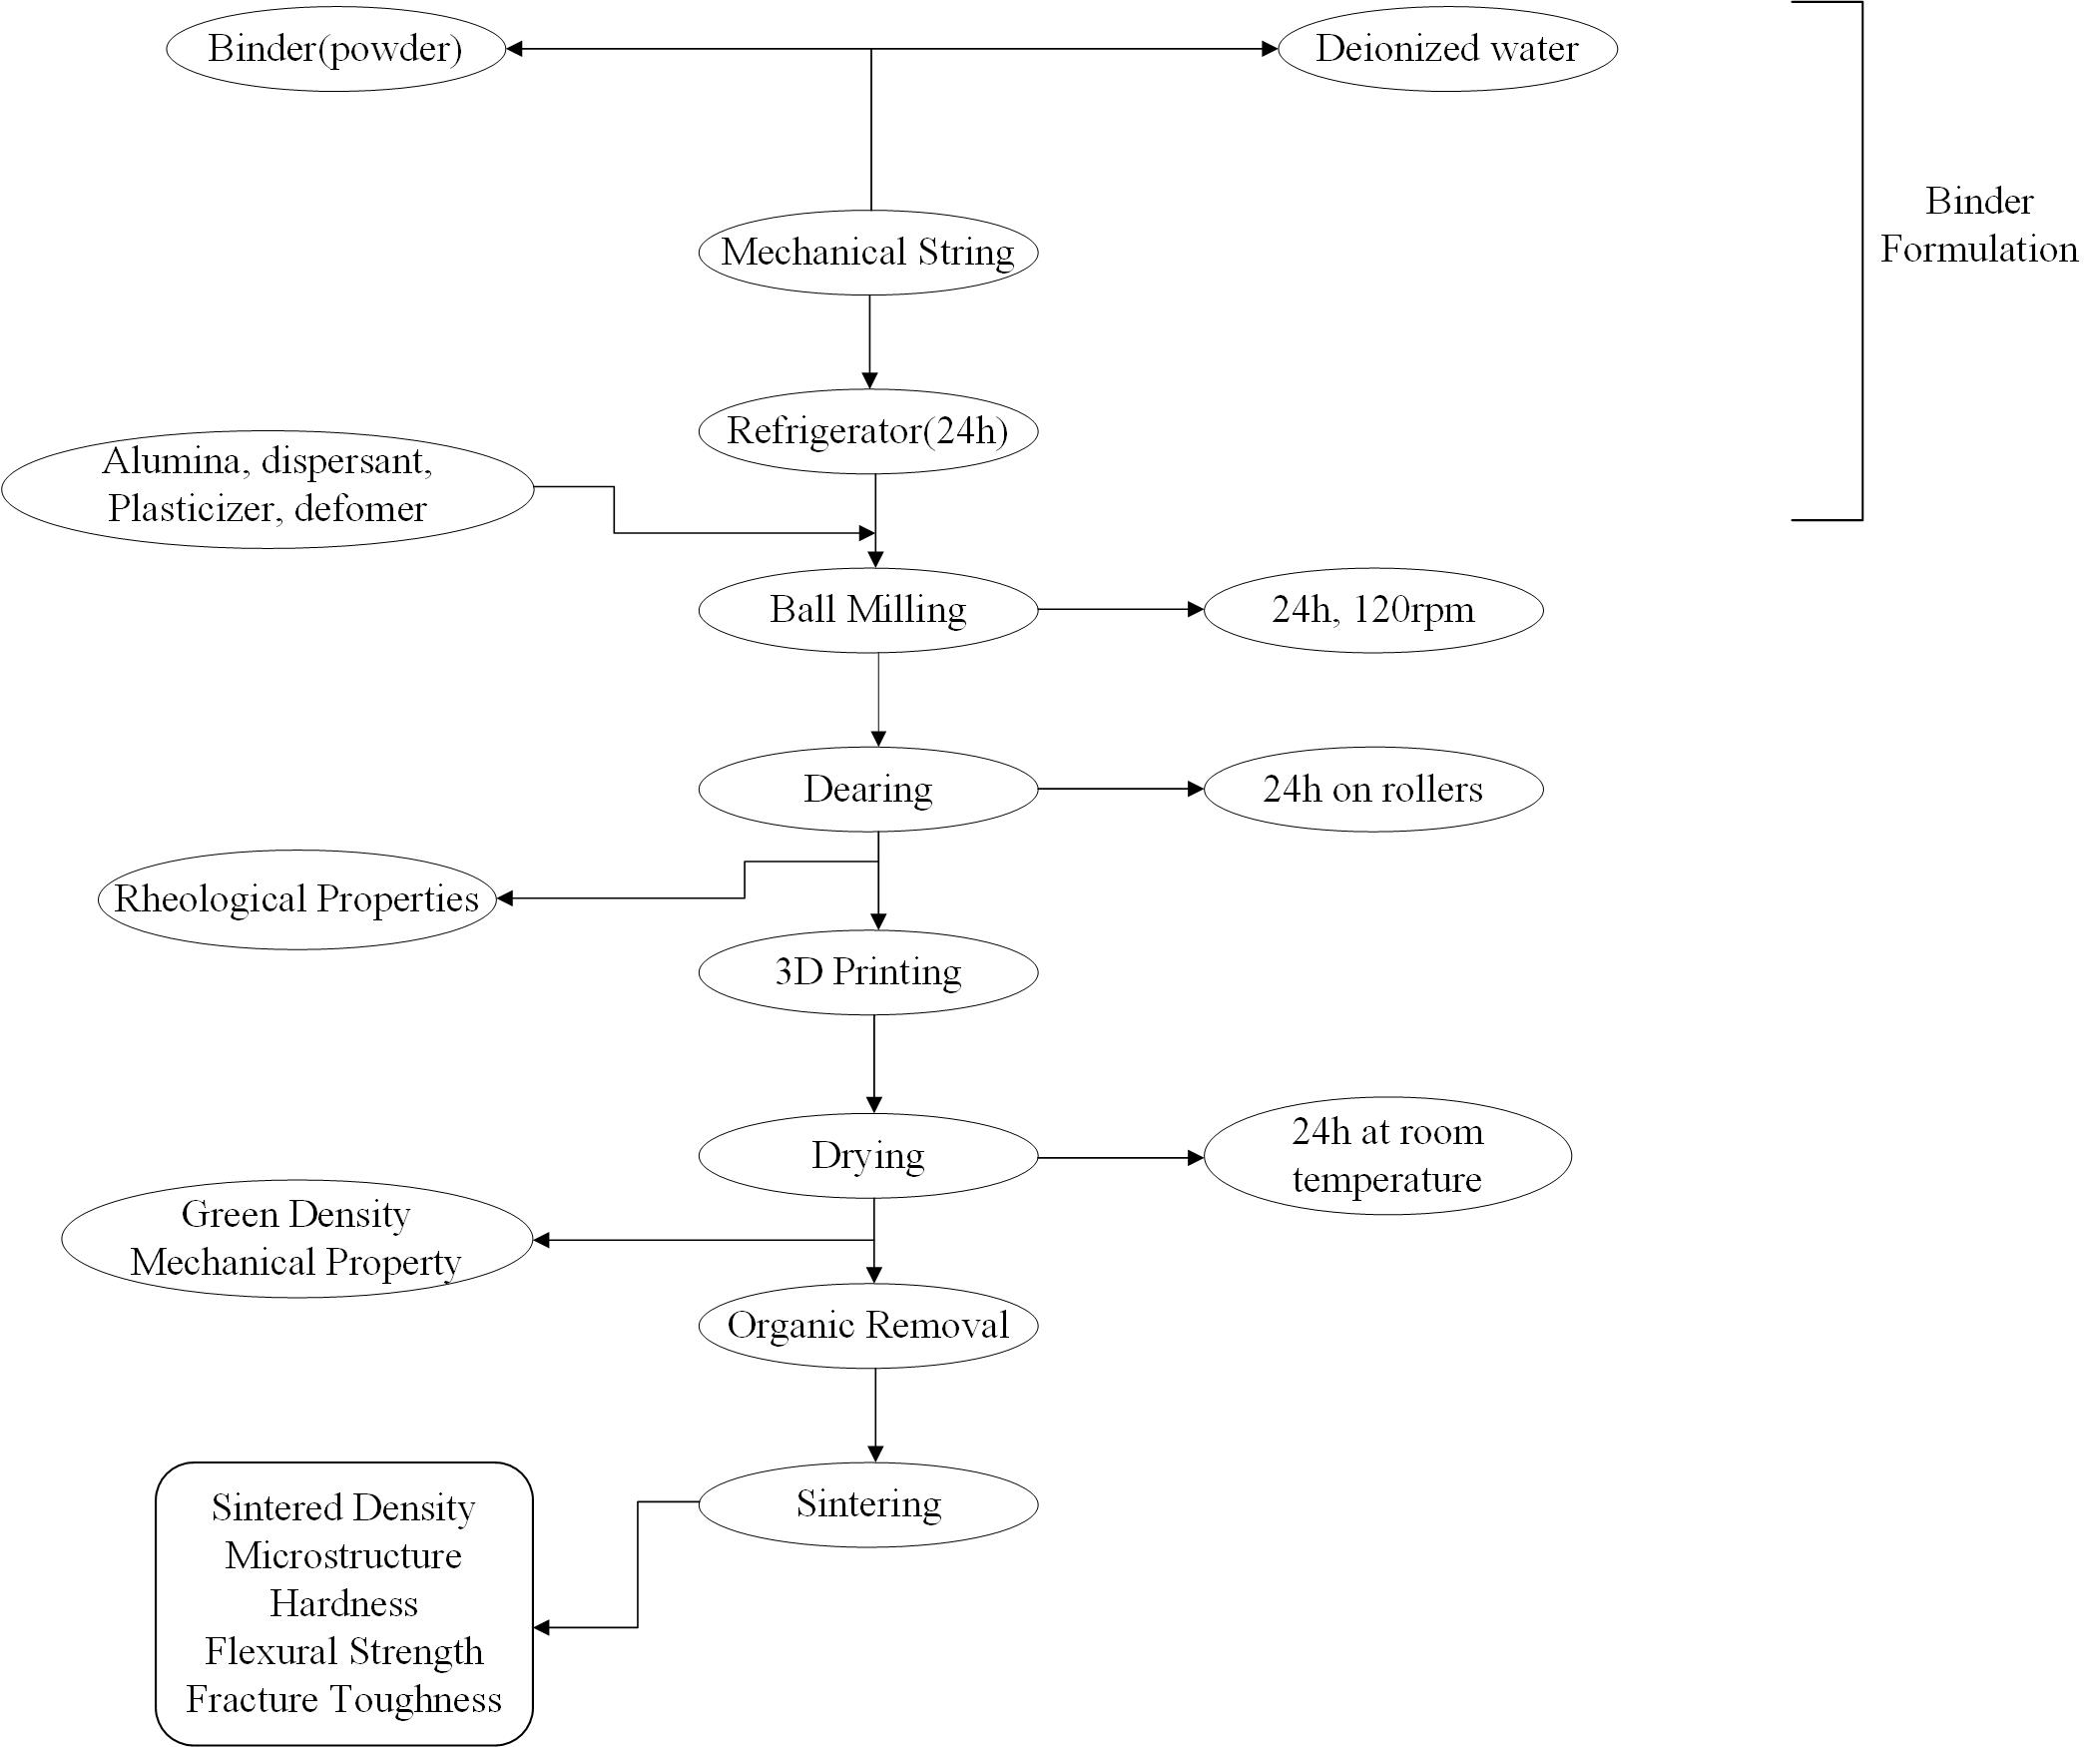 Binder(powder)
Deionized water
Binder
Formulation
Mechanical String
Refrigerator(24h)
Alumina, dispersant,
Plasticizer, defomer
Ball Milling
24h, 120rpm
Dearing
24h on rollers
Rheological Properties
3D Printing
Drying
24h at room
temperature
Green Density
Mechanical Property
Organic Removal
Sintering
Sintered Density
Microstructure
Hardness
Flexural Strength
Fracture Toughness